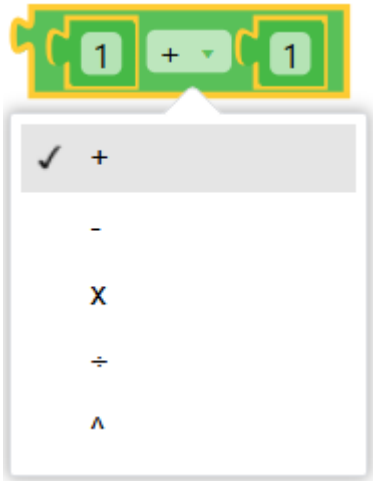 1 + 1
✓ +
-
x
÷
^